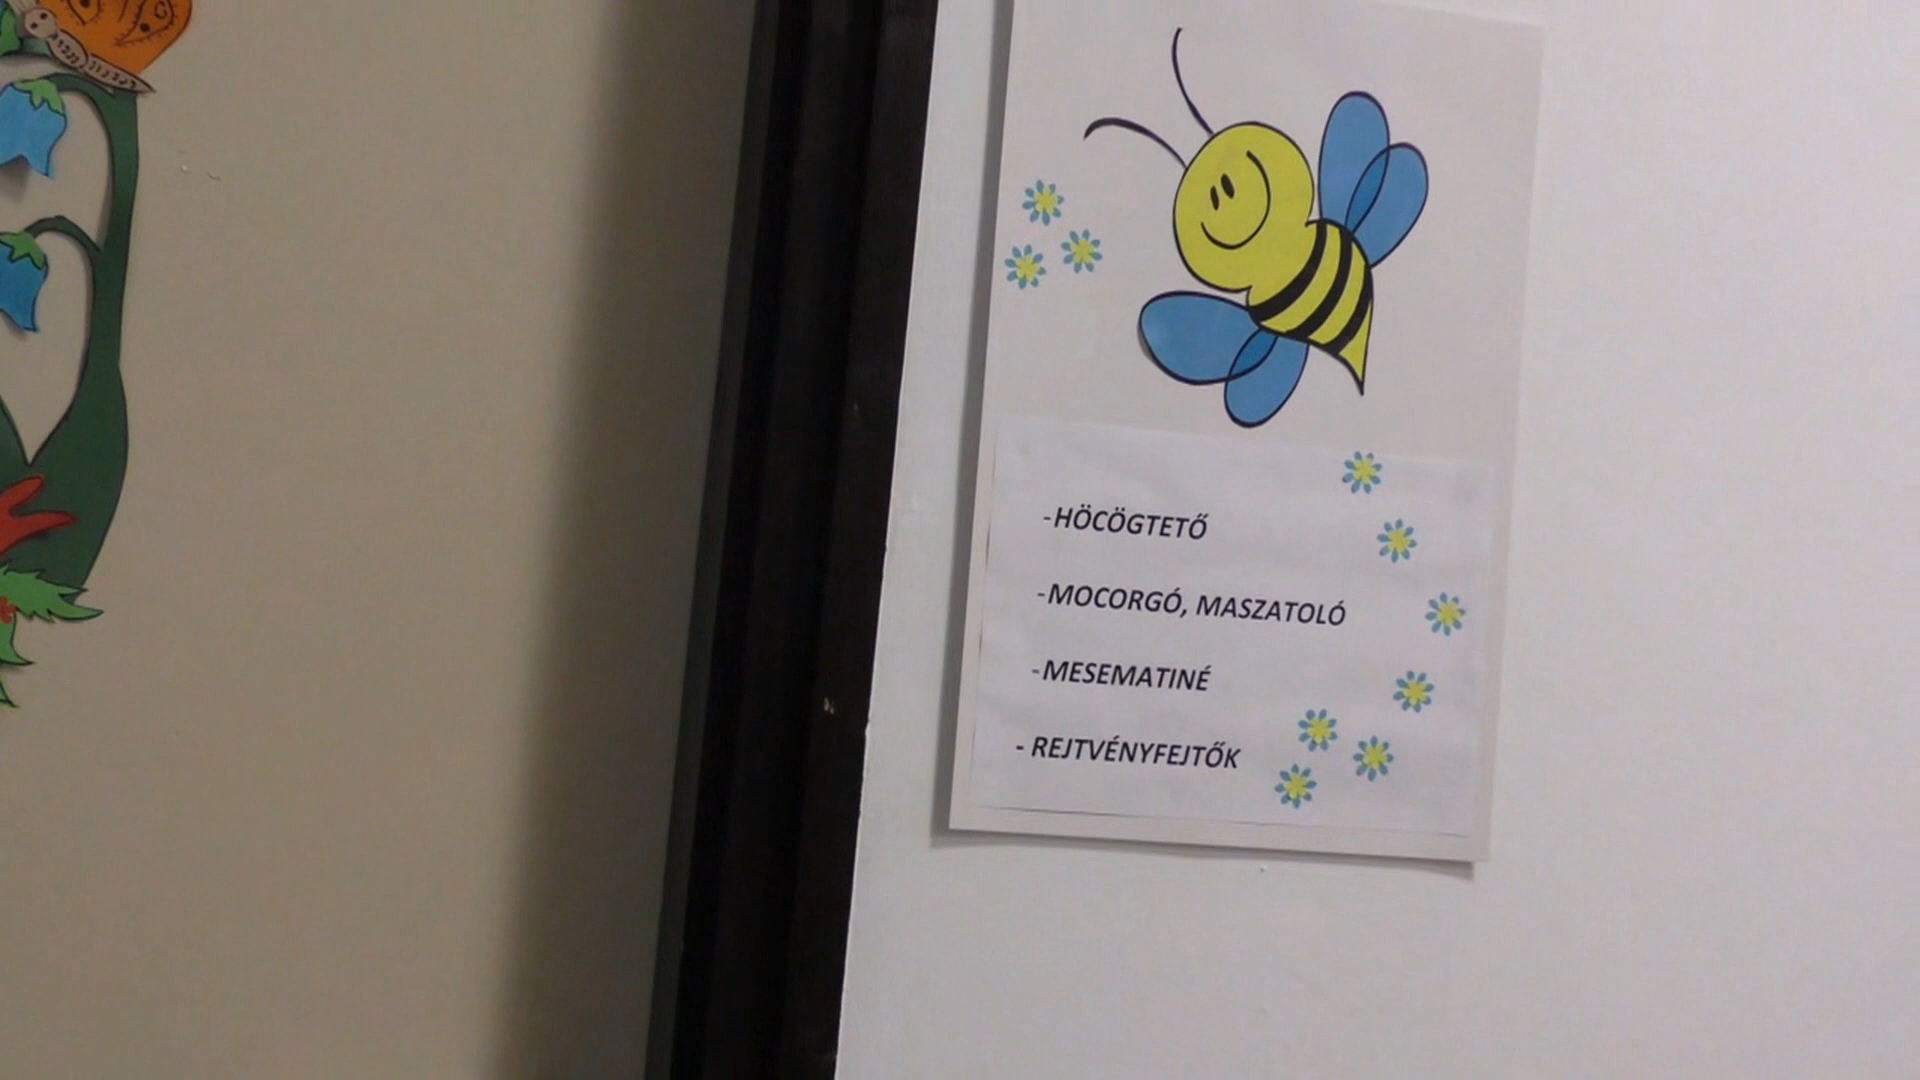 -HÖCÖGTETŐ
-MOCORGÓ, MASZATOLÓ
-MESEMATINÉ
- REJTVÉNYFEJTŐK